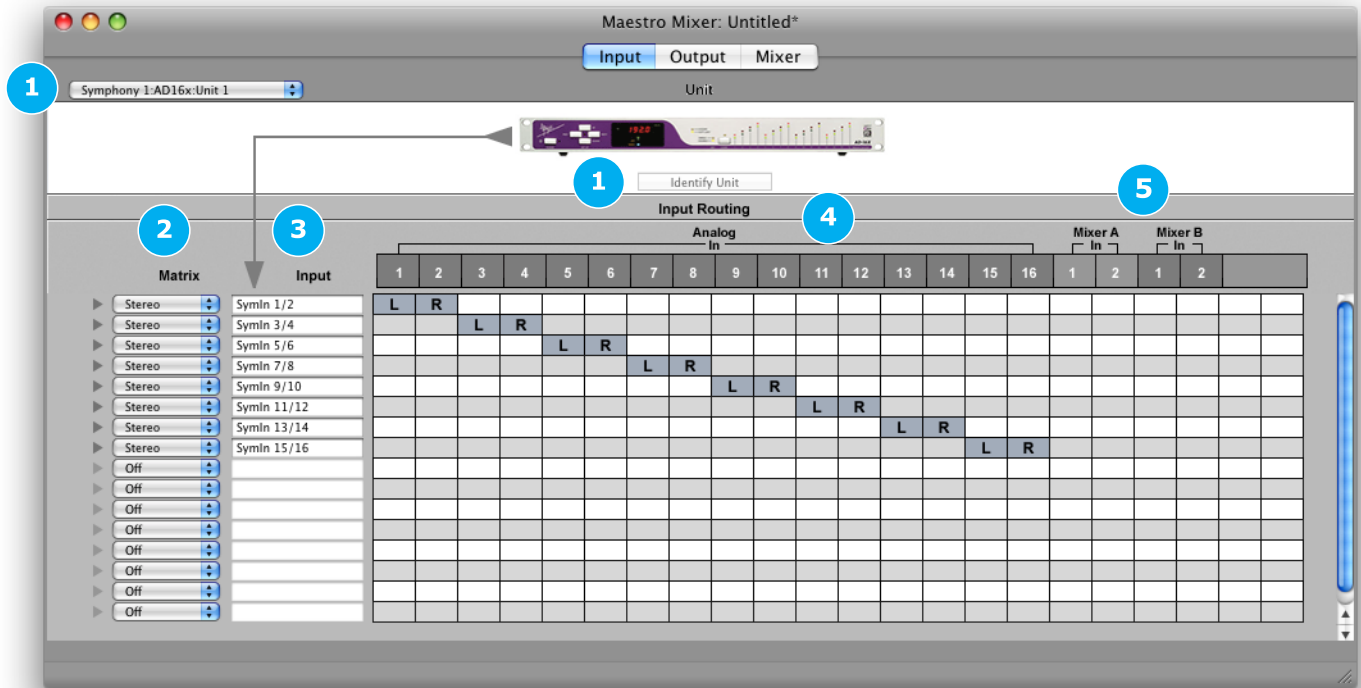 Maestro Mixer: Untitled*
Input Output Mixer
1
Symphony 1:AD16x:Unit 1
Unit
192.0
1
Identify Unit
5
Input Routing
2
3
4
Analog
In
Mixer A
In
Mixer B
In
Matrix
Input
1 2 3 4 5 6 7 8 9 10 11 12 13 14 15 16 1 2 1 2
Stereo SymIn 1/2 L R
Stereo SymIn 3/4 L R
Stereo SymIn 5/6 L R
Stereo SymIn 7/8 L R
Stereo SymIn 9/10 L R
Stereo SymIn 11/12 L R
Stereo SymIn 13/14 L R
Stereo SymIn 15/16 L R
Off
Off
Off
Off
Off
Off
Off
Off